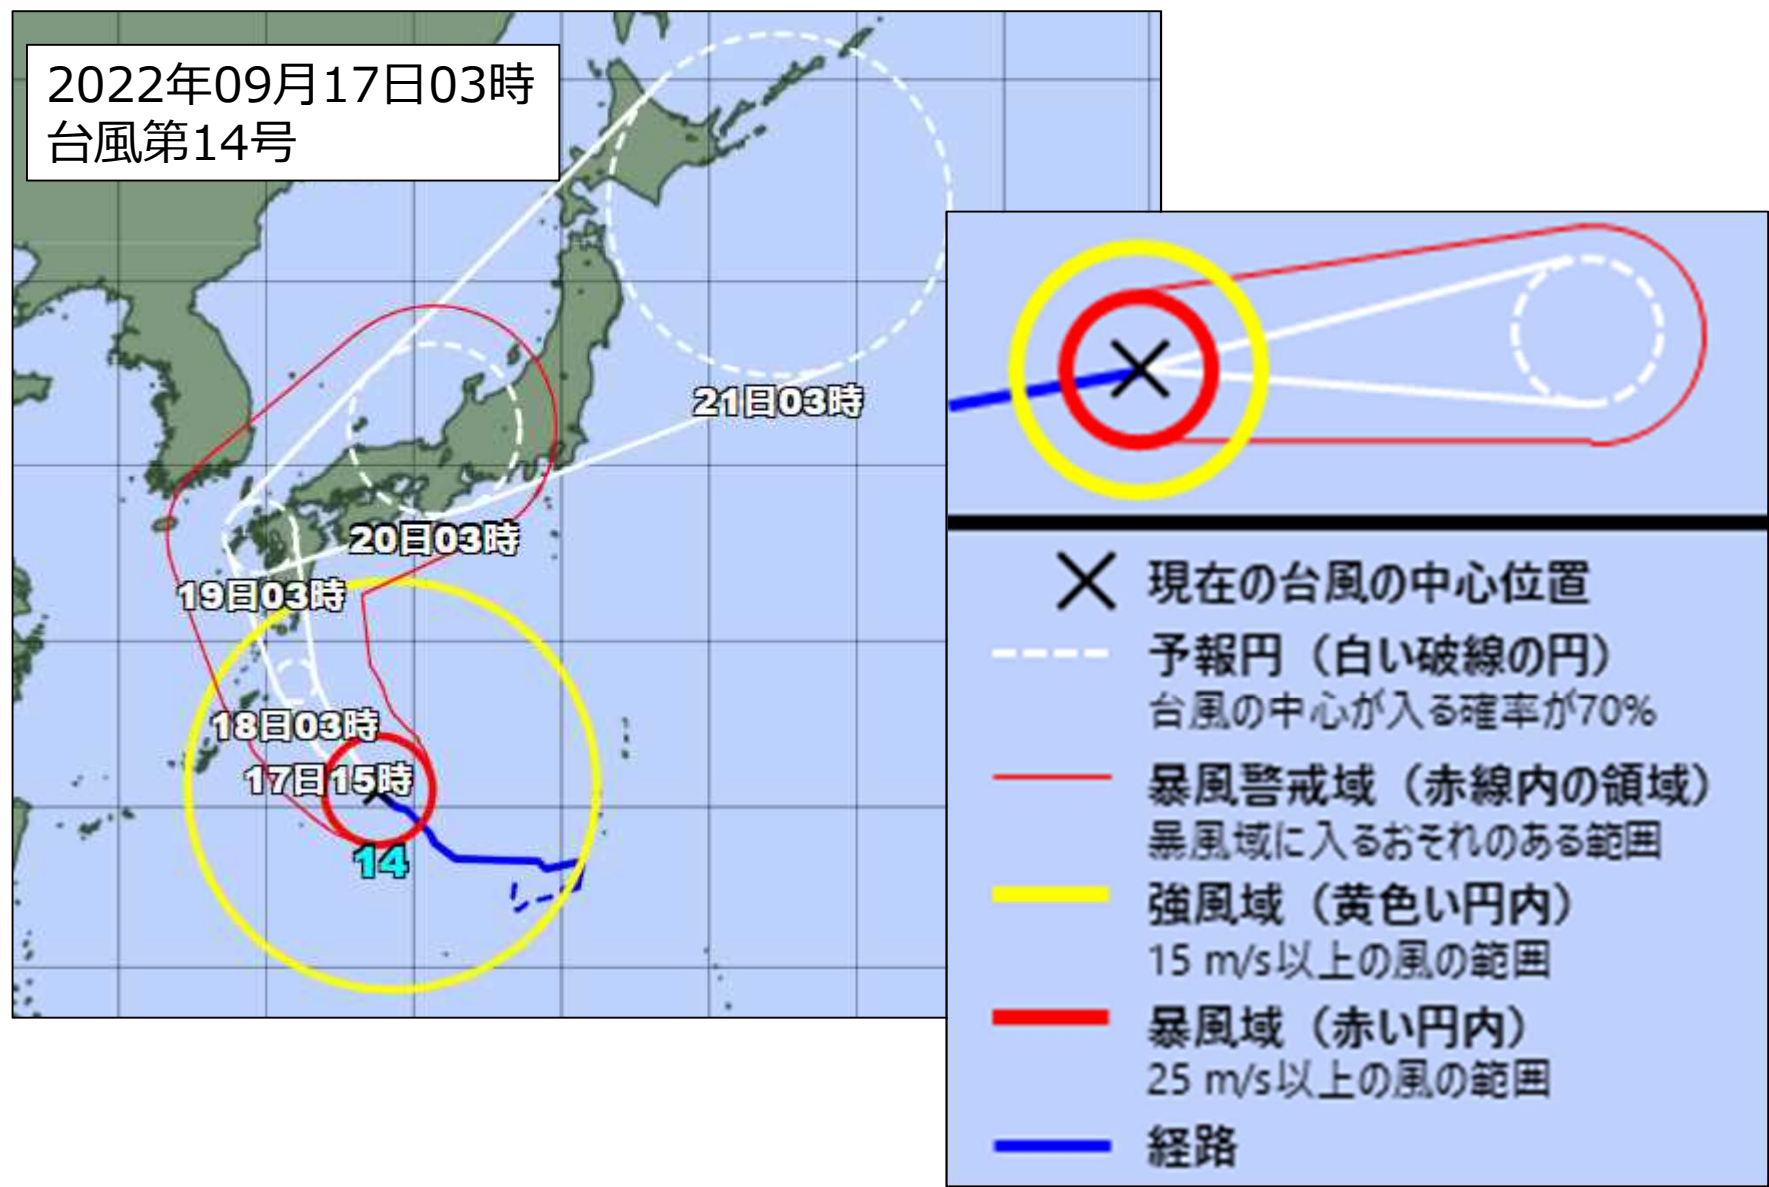 2022年09月17日03時
台風第14号
21日03時
20日03時
19日03時
18日03時
17日15時
14
現在の台風の中心位置
予報円（白い破線の円）
台風の中心が入る確率が70%
暴風警戒域（赤線内の領域）
暴風域に入るおそれのある範囲
強風域（黄色い円内）
15 m/s以上の風の範囲
暴風域（赤い円内）
25 m/s以上の風の範囲
経路